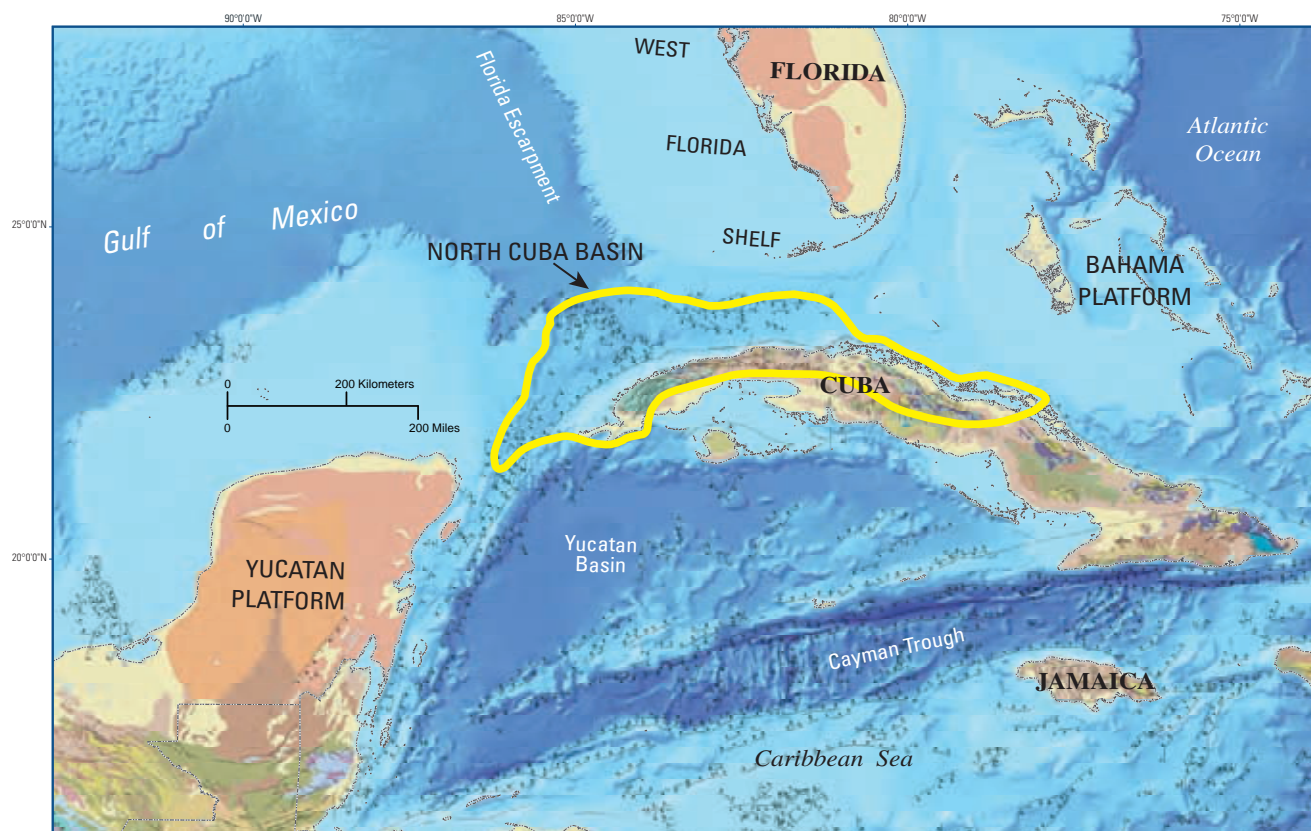 90°0'0"W
85°0'0"W
80°0'0"W
75°0'0"W
WEST
FLORIDA
Florida Escarpment
Atlantic
Ocean
FLORIDA
25°0'0"N
Gulf of Mexico
SHELF
NORTH CUBA BASIN
BAHAMA
PLATFORM
0
200 Kilometers
0
200 Miles
CUBA
20°0'0"N
Yucatan
Basin
YUCATAN
PLATFORM
Cayman Trough
JAMAICA
Caribbean Sea